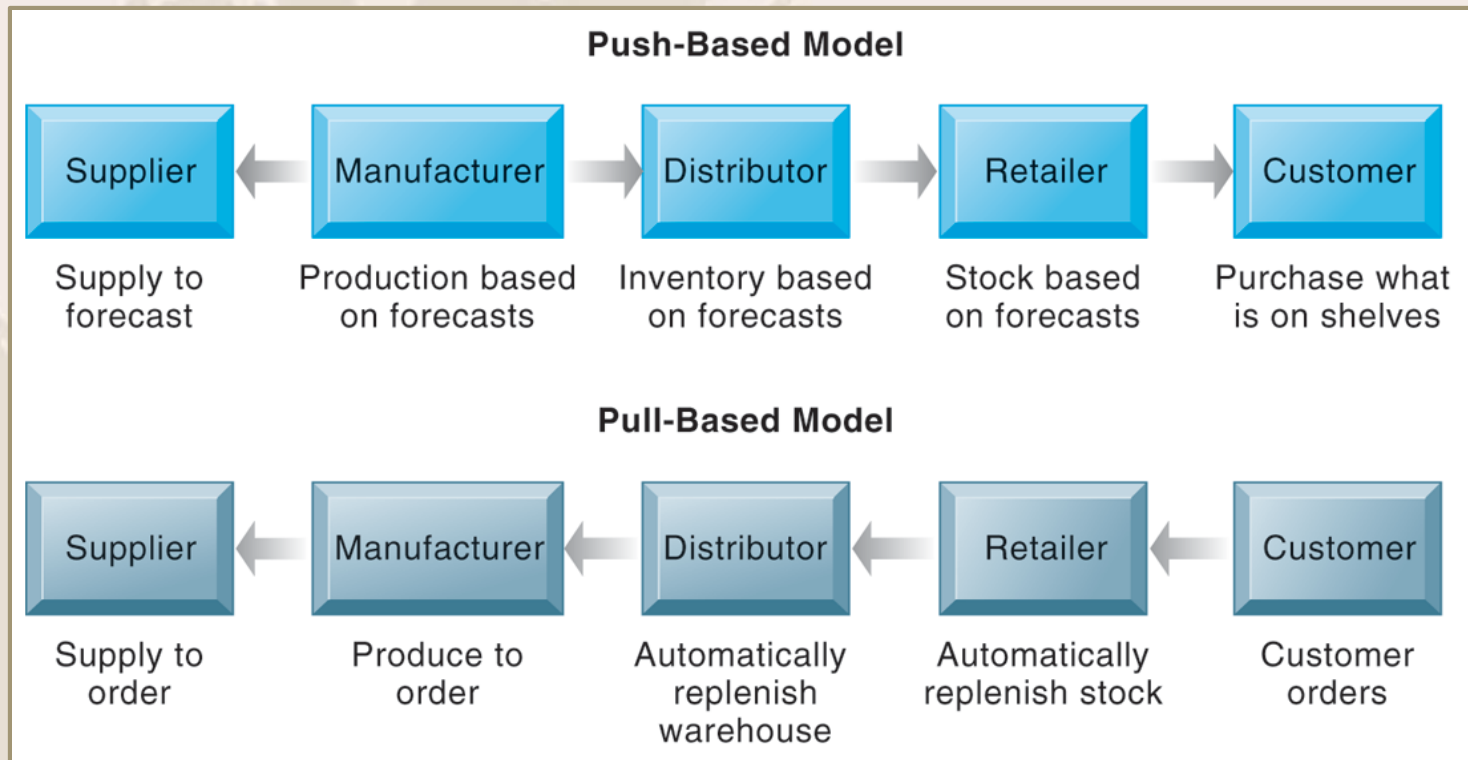 Push-Based Model
Supplier
Manufacturer
Distributor
Retailer
Customer
Supply to
forecast
Production based
on forecasts
Inventory based
on forecasts
Stock based
on forecasts
Purchase what
is on shelves
Pull-Based Model
Supplier
Manufacturer
Distributor
Retailer
Customer
Supply to
order
Produce to
order
Automatically
replenish
warehouse
Automatically
replenish stock
Customer
orders